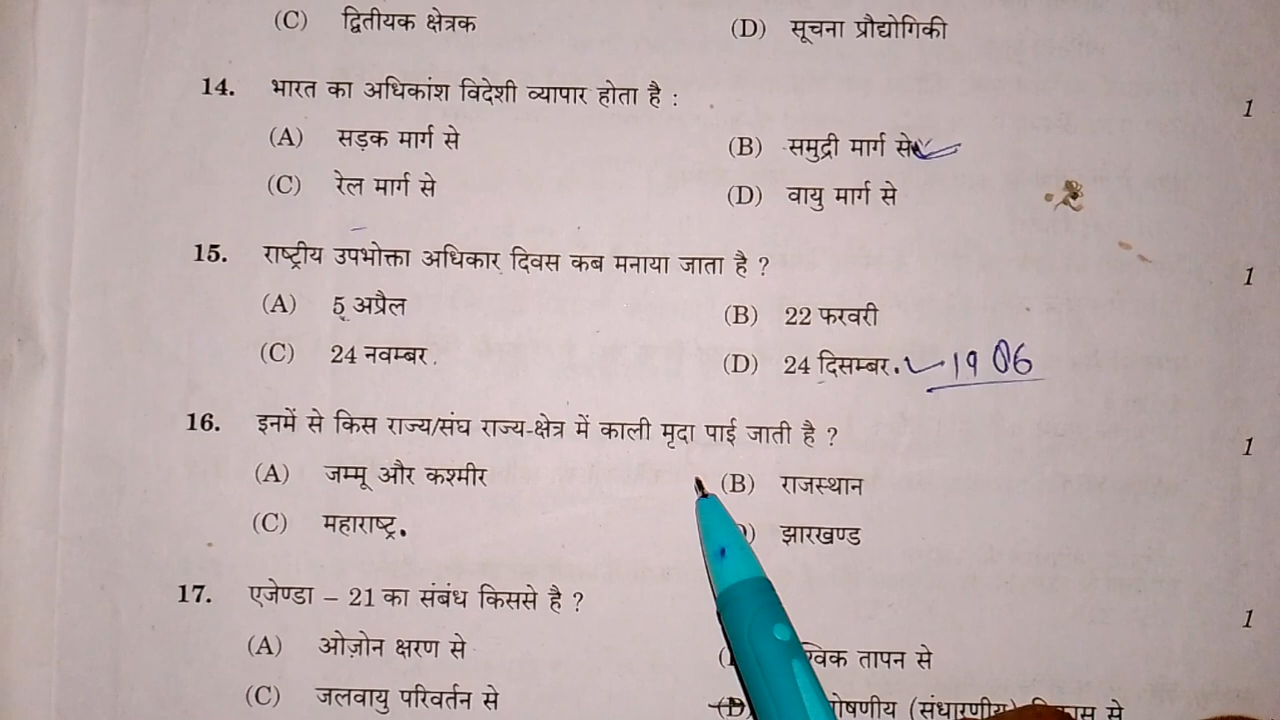 (C) द्वितीयक क्षेत्रक (D) सूचना प्रौद्योगिकी
14. भारत का अधिकांश विदेशी व्यापार होता है : 1
(A) सड़क मार्ग से (B) समुद्री मार्ग से
(C) रेल मार्ग से (D) वायु मार्ग से
15. राष्ट्रीय उपभोक्ता अधिकार दिवस कब मनाया जाता है ? 1
(A) 5 अप्रैल (B) 22 फरवरी
(C) 24 नवम्बर (D) 24 दिसम्बर 1906
16. इनमें से किस राज्य/संघ राज्य-क्षेत्र में काली मृदा पाई जाती है ? 1
(A) जम्मू और कश्मीर (B) राजस्थान
(C) महाराष्ट्र झारखण्ड
17. एजेण्डा – 21 का संबंध किससे है ? 1
(A) ओज़ोन क्षरण से तापन से
(C) जलवायु परिवर्तन से (D) (संधारणीय) से